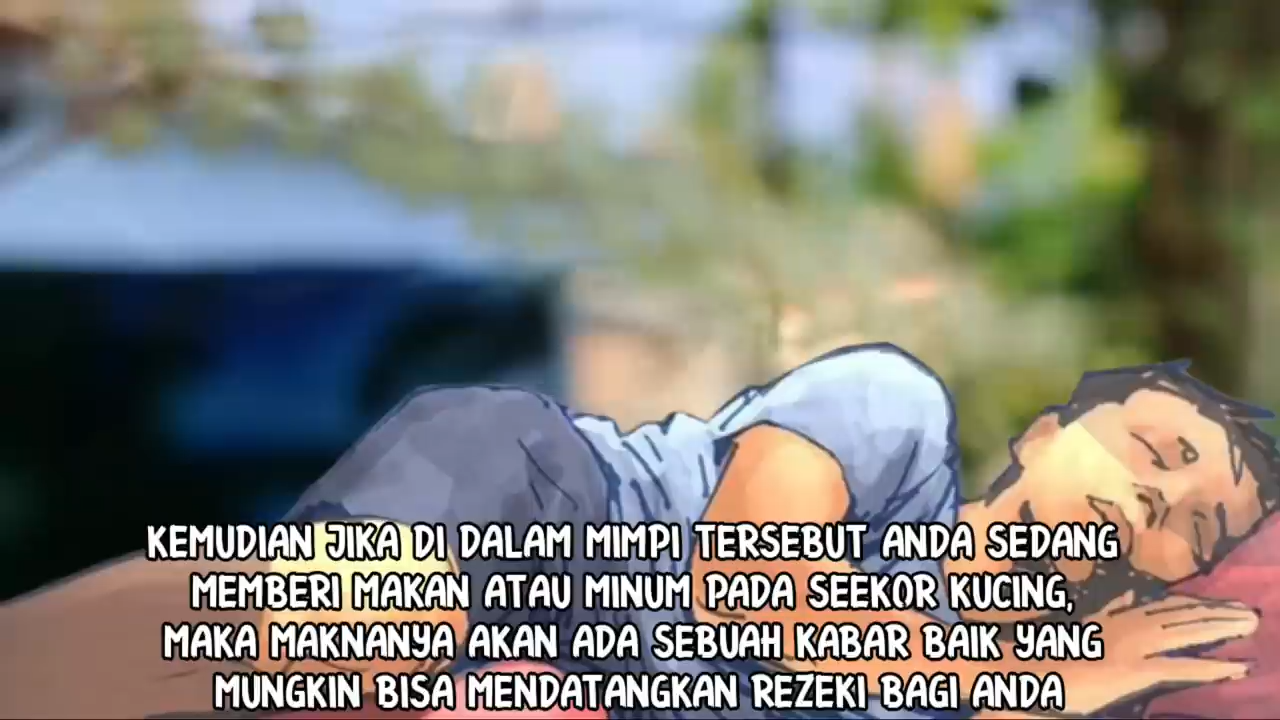 KEMUDIAN JIKA DI DALAM MIMPI TERSEBUT ANDA SEDANG
MEMBERI MAKAN ATAU MINUM PADA SEEKOR KUCING,
MAKA MAKNANYA AKAN ADA SEBUAH KABAR BAIK YANG
MUNGKIN BISA MENDATANGKAN REZEKI BAGI ANDA